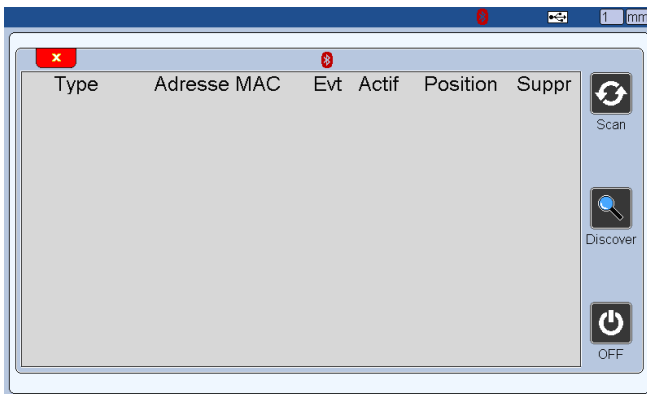 1 mm
x
Type Adresse MAC Evt Actif Position Suppr
Scan
Discover
OFF